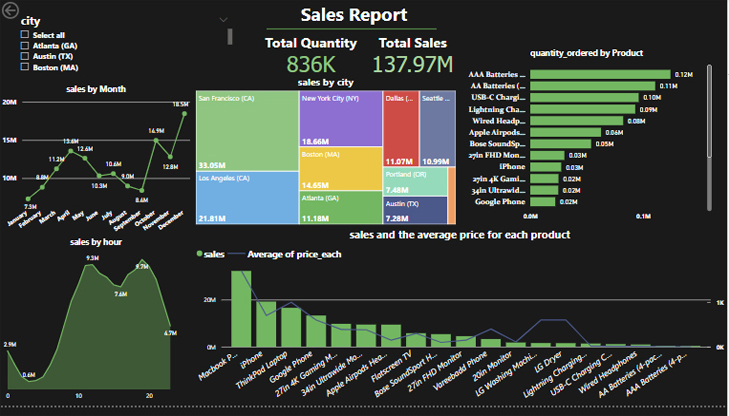 city
Select all
Atlanta (GA)
Austin (TX)
Boston (MA)
Sales Report
Total Quantity
836K
Total Sales
137.97M
sales by Month
20M
15M
10M
7.3M
8.8M
11.2M
13.6M
12.6M
10.3M
10.6M
9.0M
8.6M
14.9M
12.8M
18.5M
January
February
March
April
May
June
July
August
September
October
November
December
sales by city
San Francisco (CA)
33.05M
Los Angeles (CA)
21.81M
New York City (NY)
18.66M
Boston (MA)
14.65M
Atlanta (GA)
11.18M
Dallas (...
11.07M
Seattle ...
10.99M
Portland (OR)
7.48M
Austin (TX)
7.28M
quantity_ordered by Product
AAA Batteries ... 0.12M
AA Batteries (... 0.11M
USB-C Chargi... 0.10M
Lightning Cha... 0.09M
Wired Headp... 0.08M
Apple Airpods... 0.06M
Bose SoundSp... 0.05M
27in FHD Mon... 0.03M
iPhone 0.03M
27in 4K Gami... 0.02M
34in Ultrawid... 0.02M
Google Phone 0.02M
0.0M 0.1M
sales by hour
2.9M
0.6M
9.3M
7.6M
9.7M
4.7M
0 10 20
sales and the average price for each product
sales Average of price_each
20M
0M
1K
0K
Macbook P...
iPhone
ThinkPad Laptop
Google Phone
27in 4K Gaming M...
34in Ultrawide Mo...
Apple Airpods Hea...
Flatscreen TV
Bose SoundSport H...
27in FHD Monitor
Vareebadd Phone
20in Monitor
LG Washing Machi...
LG Dryer
Lightning Charging...
USB-C Charging C...
Wired Headphones
AA Batteries (4-pac...
AAA Batteries (4-p...